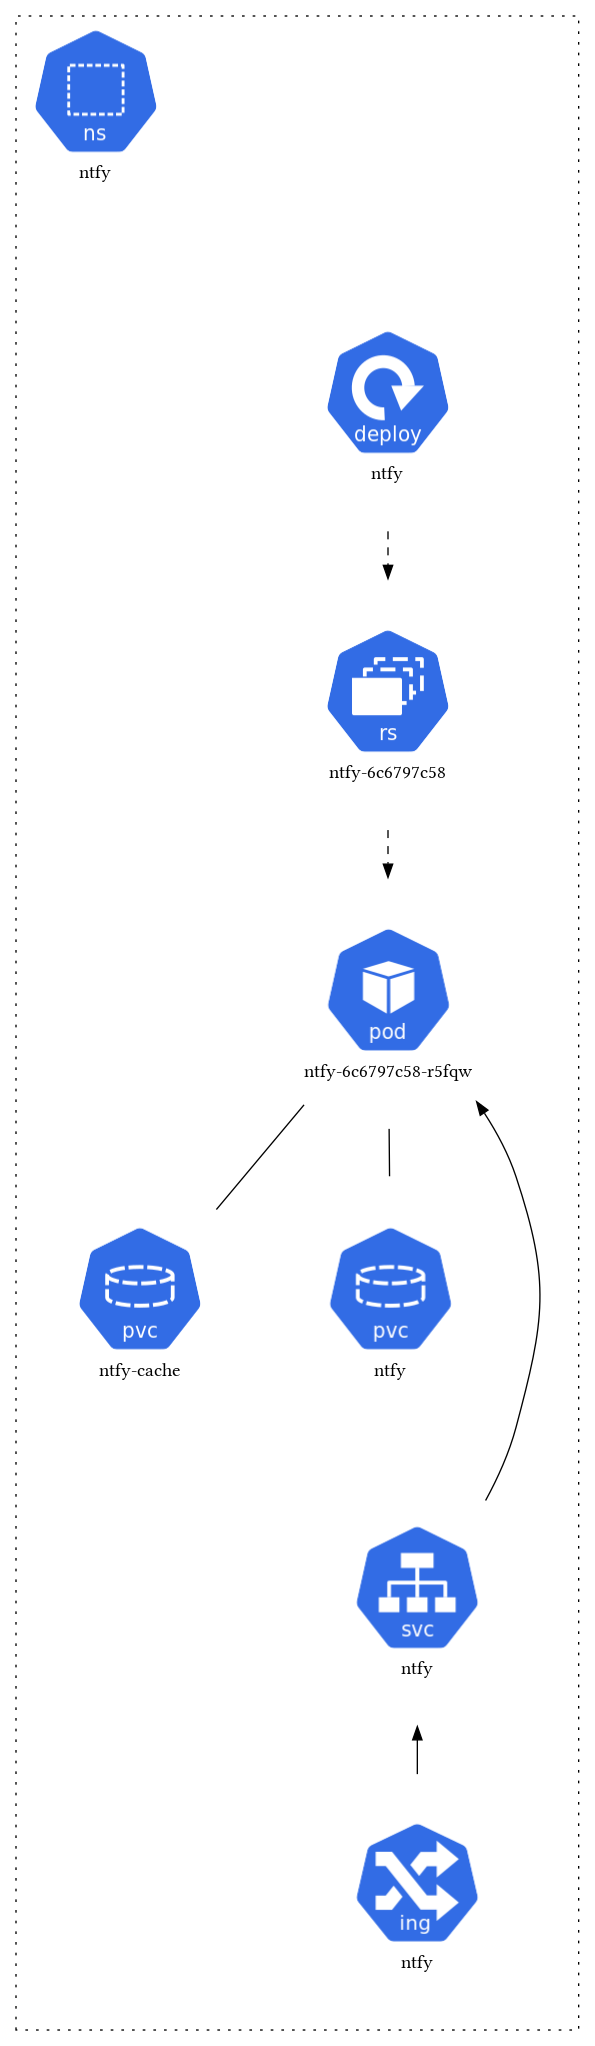 ns
ntfy
deploy
ntfy
rs
ntfy-6c6797c58
pod
ntfy-6c6797c58-r5fqw
pvc
ntfy-cache
pvc
ntfy
svc
ntfy
ing
ntfy